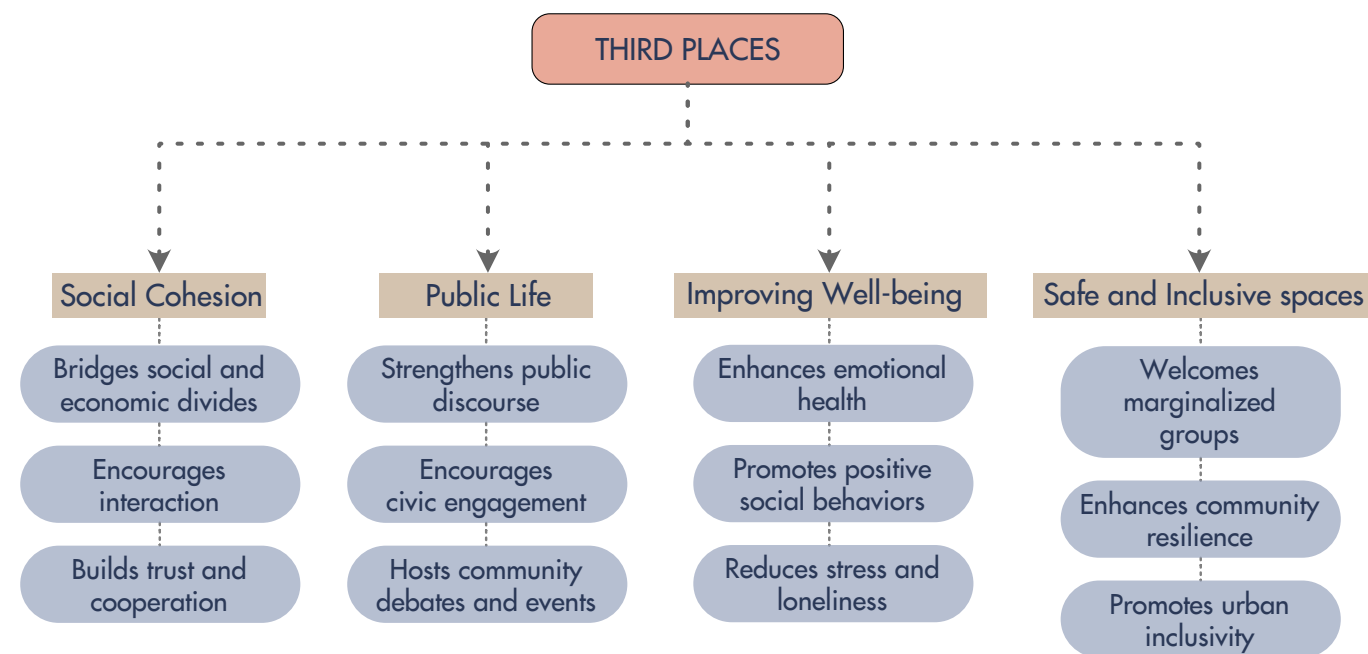 THIRD PLACES
Social Cohesion
Bridges social and
economic divides
Encourages
interaction
Builds trust and
cooperation
Public Life
Strengthens public
discourse
Encourages
civic engagement
Hosts community
debates and events
Improving Well-being
Enhances emotional
health
Promotes positive
social behaviors
Reduces stress and
loneliness
Safe and Inclusive spaces
Welcomes
marginalized
groups
Enhances community
resilience
Promotes urban
inclusivity